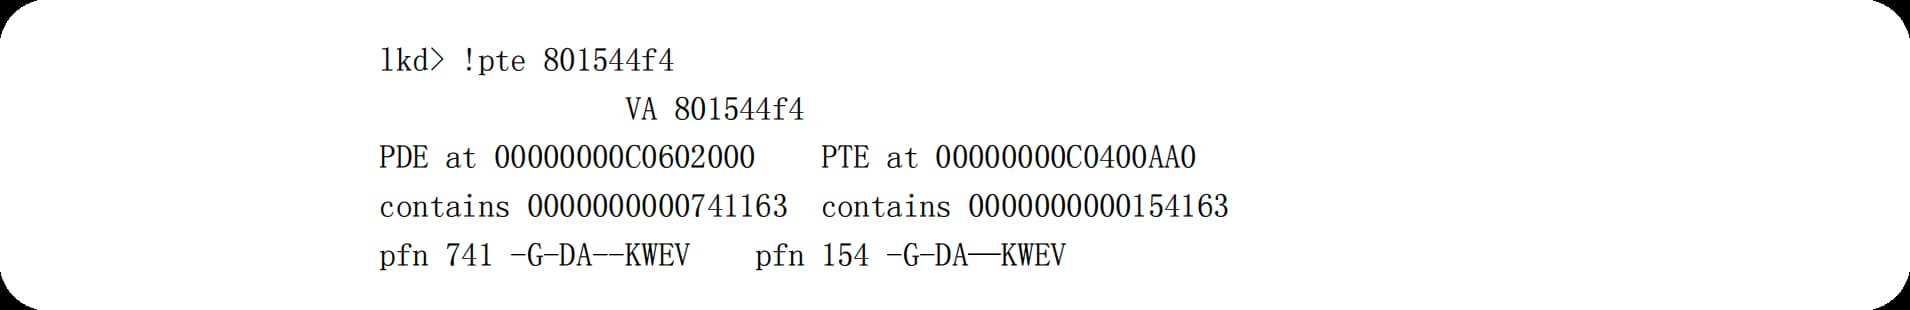 lkd> !pte 801544f4
VA 801544f4
PDE at 00000000C0602000    PTE at 00000000C0400AA0
contains 0000000000741163  contains 0000000000154163
pfn 741 -G-DA--KWEV    pfn 154 -G-DA—KWEV